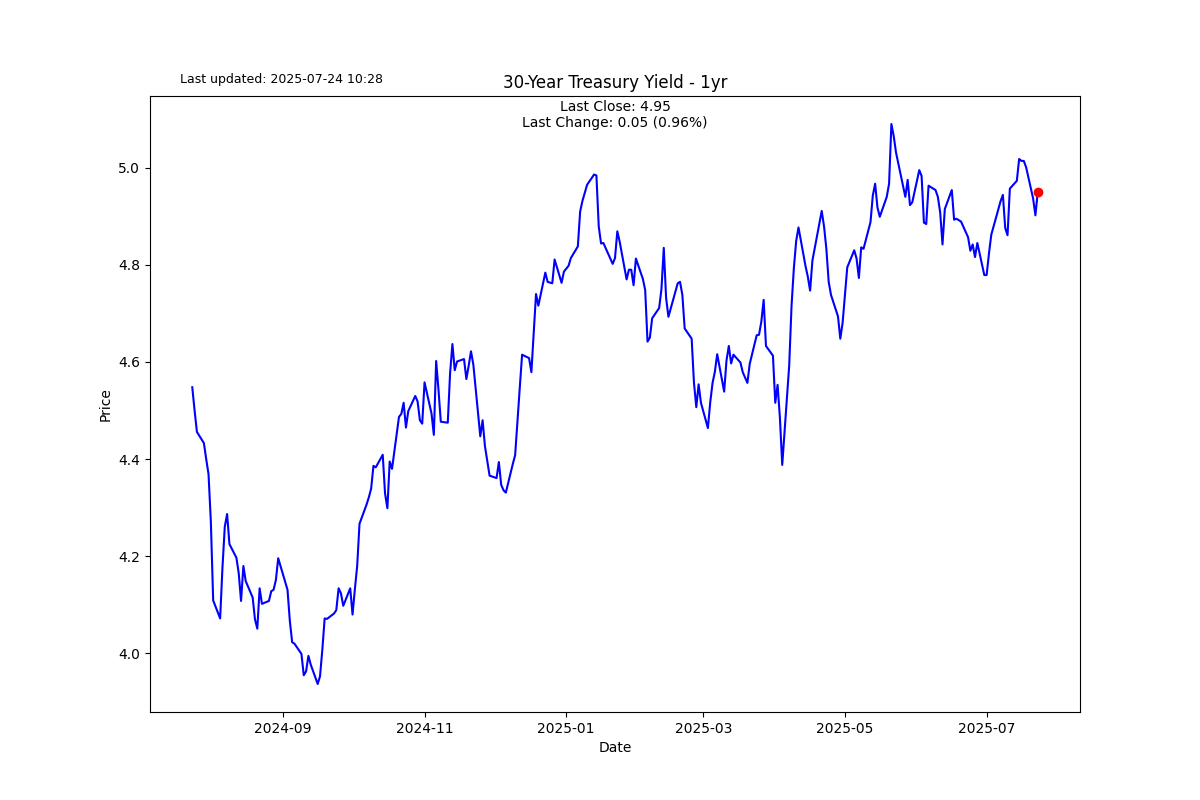 Last updated: 2025-07-24 10:28
30-Year Treasury Yield - 1yr
Last Close: 4.95
Last Change: 0.05 (0.96%)
Price
5.0
4.8
4.6
4.4
4.2
4.0
2024-09
2024-11
2025-01
2025-03
2025-05
2025-07
Date